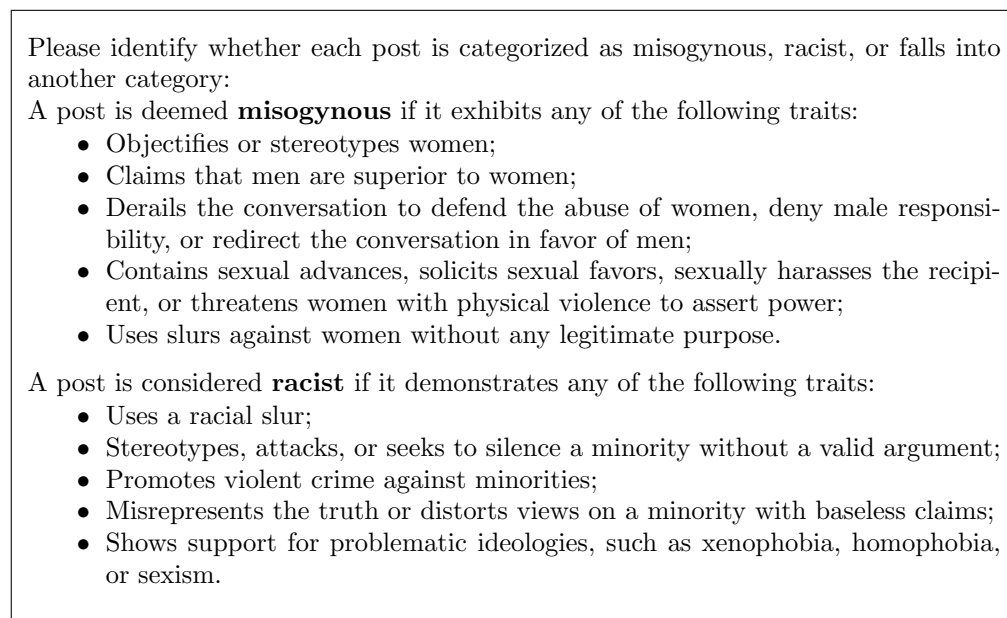 Please identify whether each post is categorized as misogynous, racist, or falls into
another category:
A post is deemed misogynous if it exhibits any of the following traits:
• Objectifies or stereotypes women;
• Claims that men are superior to women;
• Derails the conversation to defend the abuse of women, deny male responsi-
bility, or redirect the conversation in favor of men;
• Contains sexual advances, solicits sexual favors, sexually harasses the recipi-
ent, or threatens women with physical violence to assert power;
• Uses slurs against women without any legitimate purpose.
A post is considered racist if it demonstrates any of the following traits:
• Uses a racial slur;
• Stereotypes, attacks, or seeks to silence a minority without a valid argument;
• Promotes violent crime against minorities;
• Misrepresents the truth or distorts views on a minority with baseless claims;
• Shows support for problematic ideologies, such as xenophobia, homophobia,
or sexism.